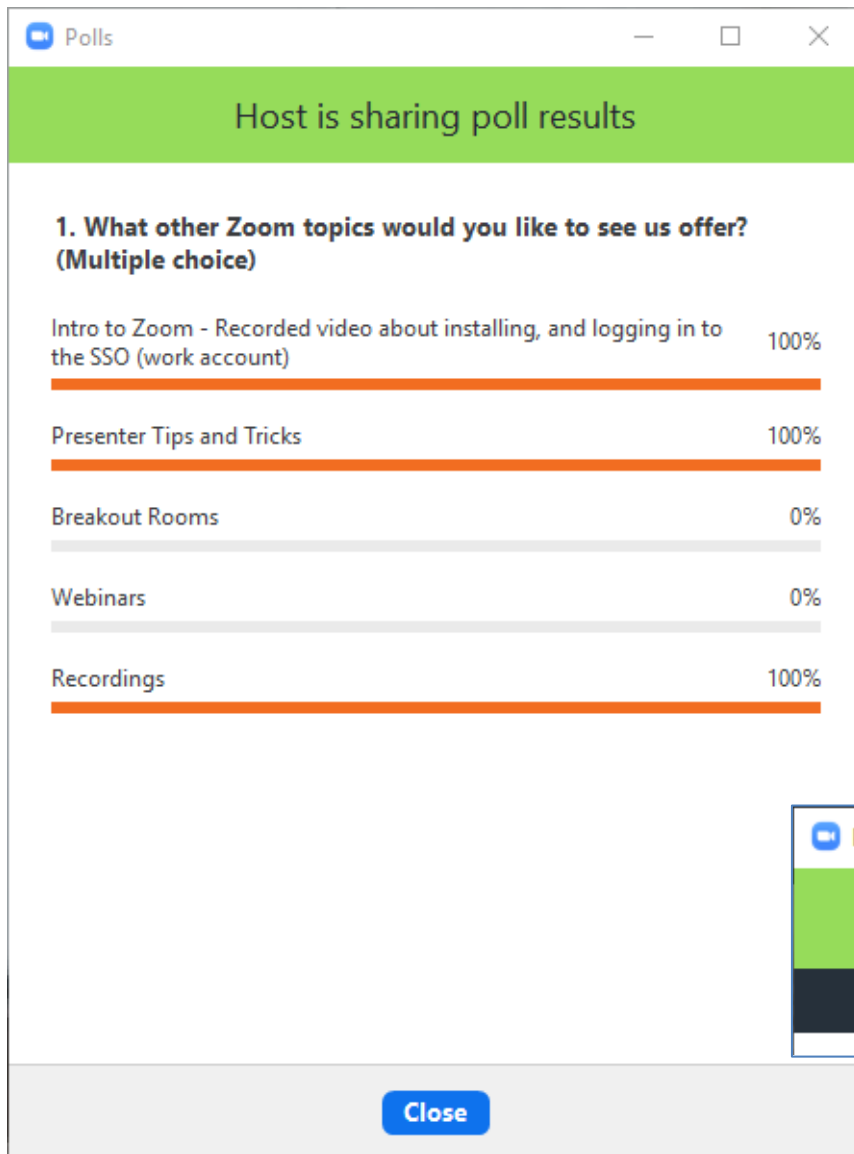 Polls
Host is sharing poll results
1. What other Zoom topics would you like to see us offer?
(Multiple choice)
Intro to Zoom - Recorded video about installing, and logging in to
the SSO (work account)
100%
Presenter Tips and Tricks 100%
Breakout Rooms 0%
Webinars 0%
Recordings 100%
Close